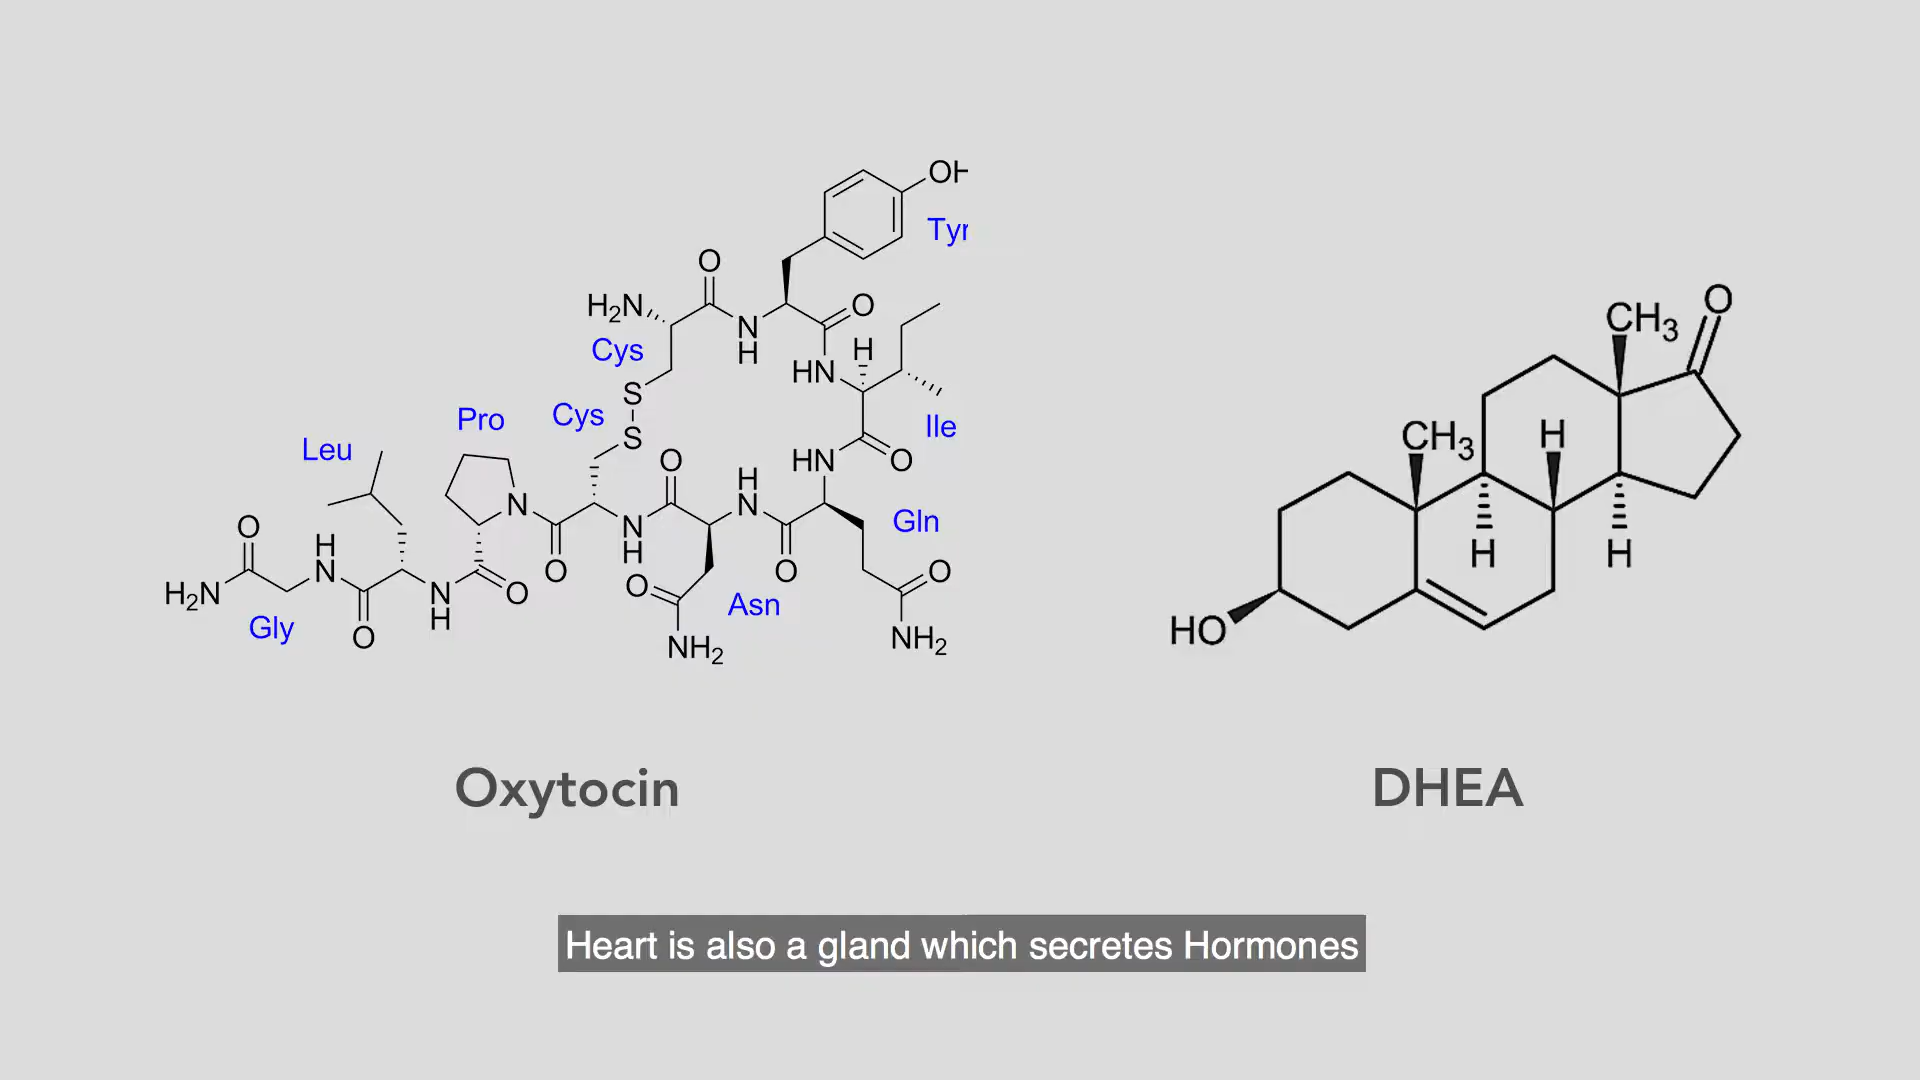 OH
Tyr
O
H₂N
N
H
O
Cys
HN
H
S
Cys
S
Ile
Pro
Leu
O
HN
O
H
N
N
N
H
Gln
O
H
N
O
O
O
O
O
H₂N
N
H
O
Asn
Gly
O
NH₂
NH₂
Oxytocin
O
CH₃
CH₃
H
H
H
HO
DHEA
Heart is also a gland which secretes Hormones